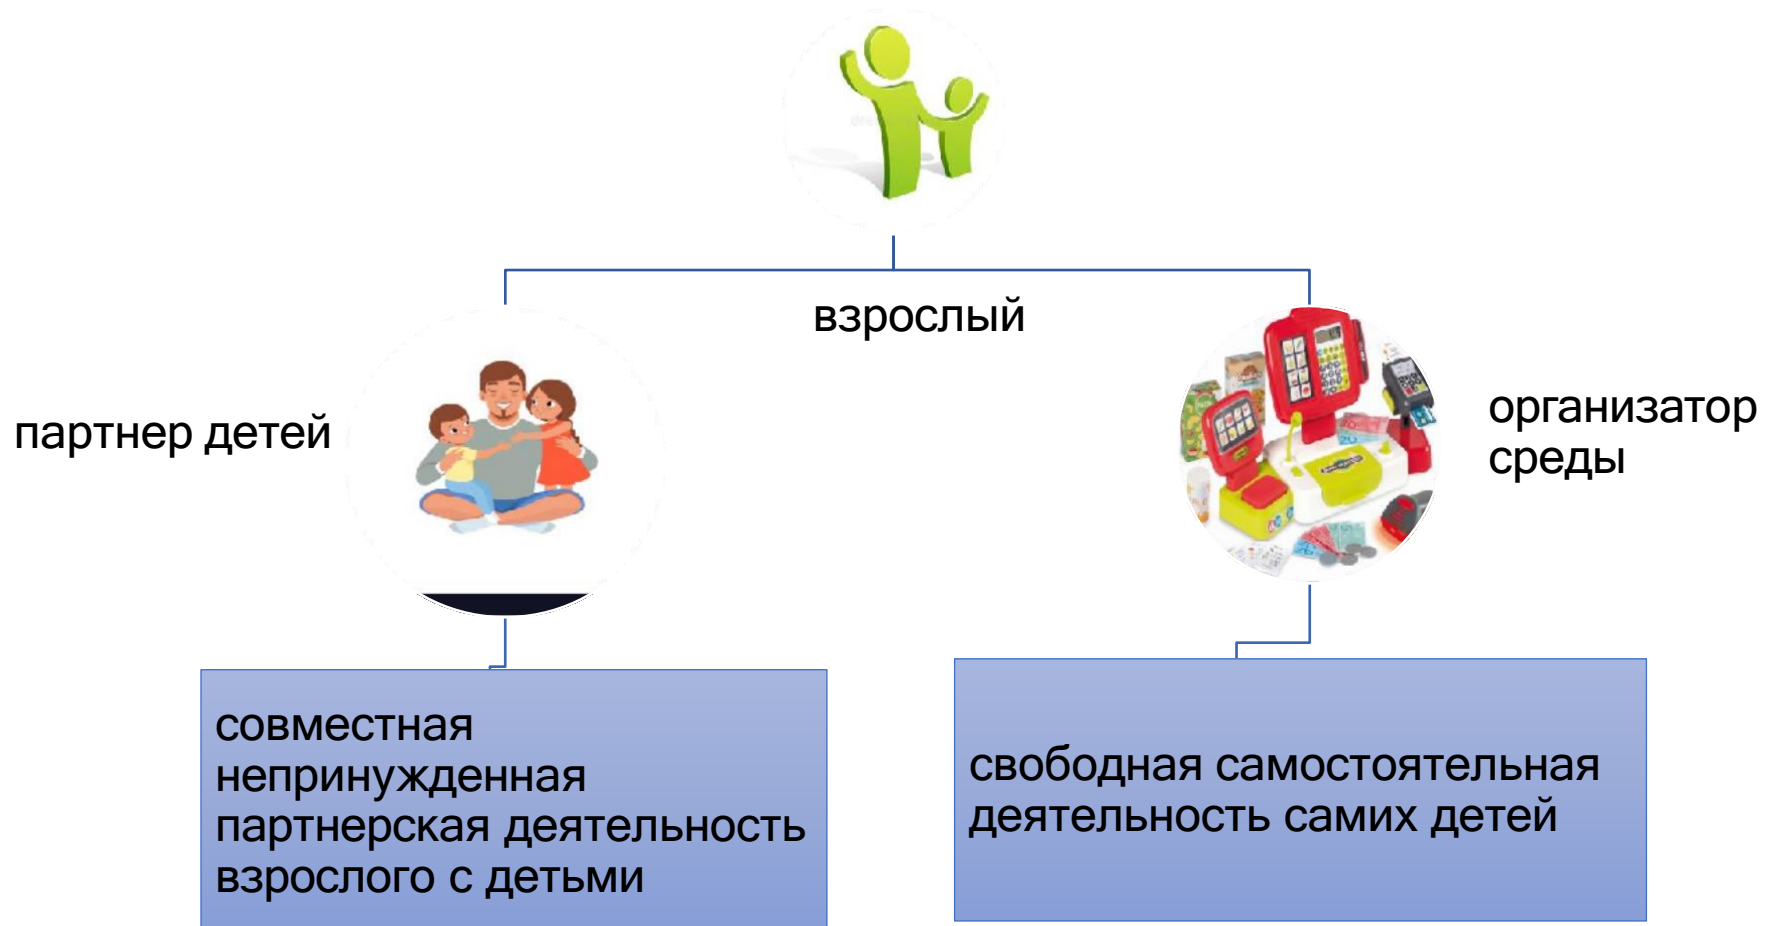 взрослый
партнер детей
организатор
среды
совместная
непринужденная
партнерская деятельность
взрослого с детьми
свободная самостоятельная
деятельность самих детей